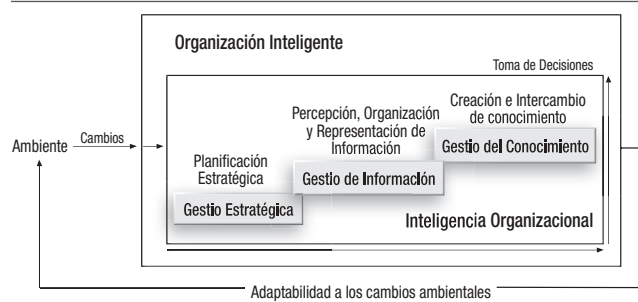 Organización Inteligente
Toma de Decisiones
Creación e Intercambio
de conocimiento
Percepción, Organización
y Representación de
Información
Gestio del Conocimiento
Ambiente
Cambios
Planificación
Estratégica
Gestio de Información
Gestio Estratégica
Inteligencia Organizacional
Adaptabilidad a los cambios ambientales